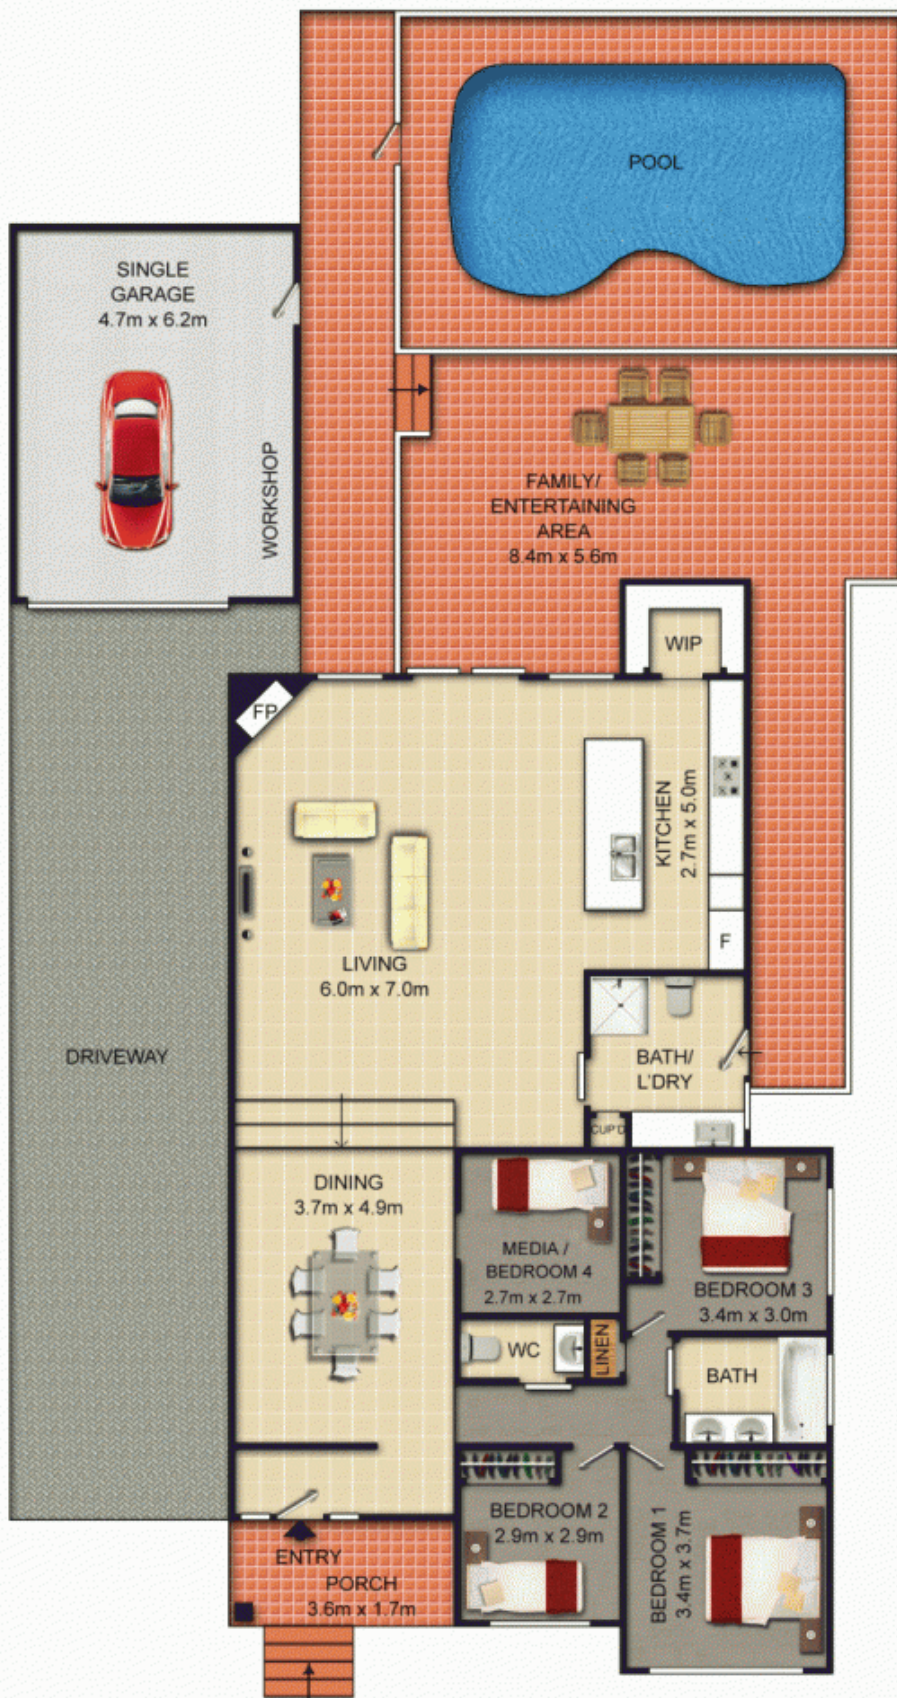 POOL
SINGLE
GARAGE
4.7m x 6.2m
WORKSHOP
FAMILY/
ENTERTAINING
AREA
8.4m x 5.6m
WIP
FP
KITCHEN
2.7m x 5.0m
F
LIVING
6.0m x 7.0m
DRIVEWAY
BATH/
L'DRY
CUP'D
DINING
3.7m x 4.9m
MEDIA /
BEDROOM 4
2.7m x 2.7m
BEDROOM 3
3.4m x 3.0m
WC
LINEN
BATH
BEDROOM 2
2.9m x 2.9m
BEDROOM 1
3.4m x 3.7m
ENTRY
PORCH
3.6m x 1.7m